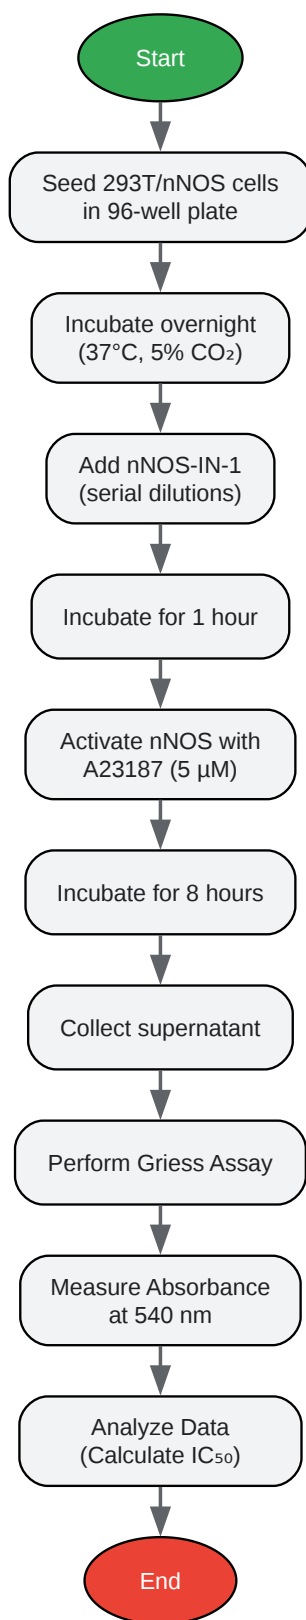 Start
Seed 293T/nNOS cells
in 96-well plate
Incubate overnight
(37°C, 5% CO₂)
Add nNOS-IN-1
(serial dilutions)
Incubate for 1 hour
Activate nNOS with
A23187 (5 µM)
Incubate for 8 hours
Collect supernatant
Perform Griess Assay
Measure Absorbance
at 540 nm
Analyze Data
(Calculate IC₅₀)
End